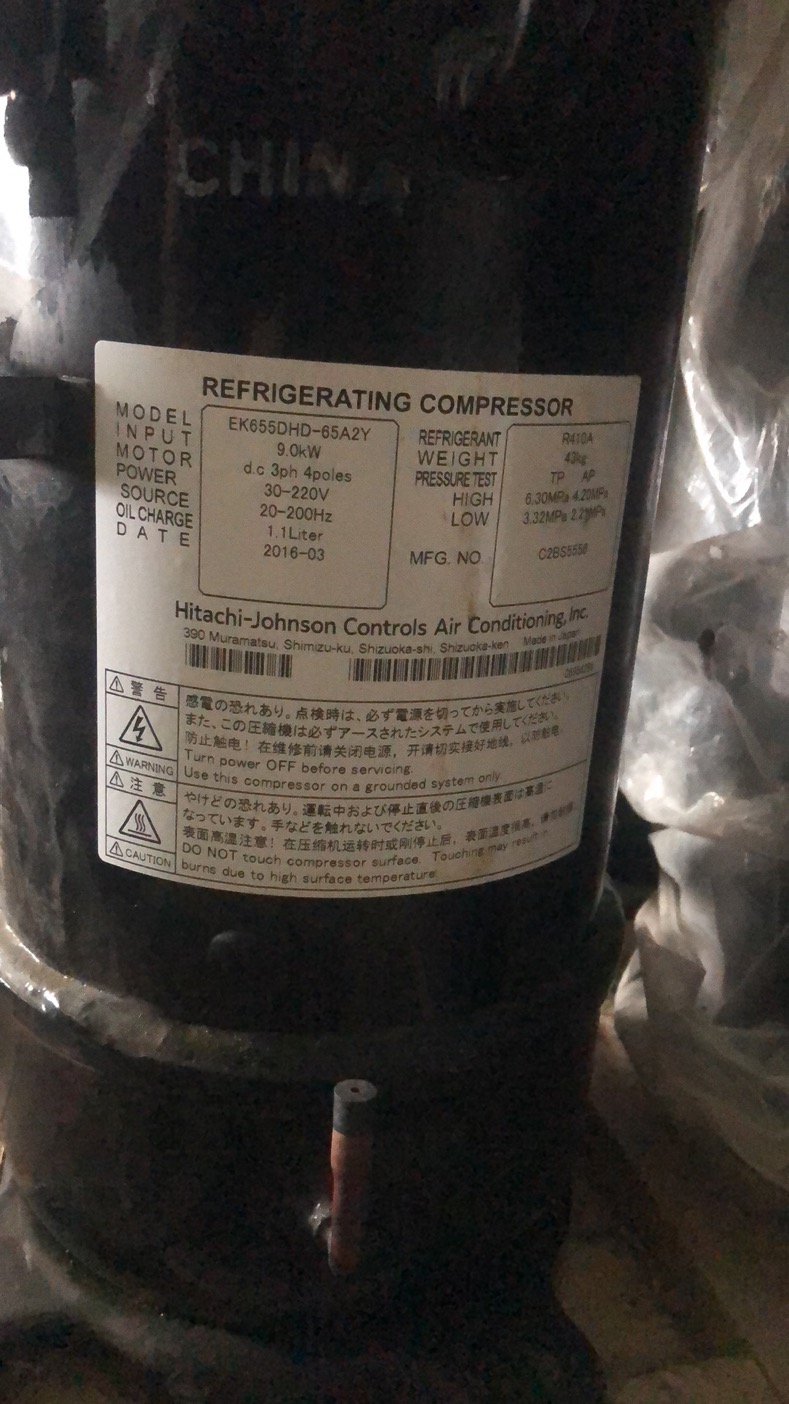 CHINA
REFRIGERATING COMPRESSOR
MODEL EK655DHD-65A2Y
INPUT 9.0kW
MOTOR d.c 3ph 4poles
POWER 30-220V
SOURCE 20-200Hz
OIL CHARGE 1.1Liter
DATE 2016-03
REFRIGERANT R410A
WEIGHT 43kg
PRESSURE TEST TP AP
HIGH 6.30MPa 4.20MPa
LOW 3.32MPa 2.21MPa
MFG. NO. C2BS5558
Hitachi-Johnson Controls Air Conditioning, Inc.
390 Muramatsu, Shimizu-ku, Shizuoka-shi, Shizuoka-ken Made in Japan
警告
感電の恐れあり。点検時は、必ず電源を切ってから実施してください。
また、この圧縮機は必ずアースされたシステムで使用してください。
防止触电！在维修前请关闭电源，并请切实接好地线，以防触电.
Turn power OFF before servicing.
Use this compressor on a grounded system only
WARNING
注意
やけどの恐れあり。運転中および停止直後の圧縮機表面は高温に
なっています。手などを触れないでください。
表面高温注意！在压缩机运转时或刚停止后，表面温度很高，
DO NOT touch compressor surface. Touching may result in
burns due to high surface temperature.
CAUTION